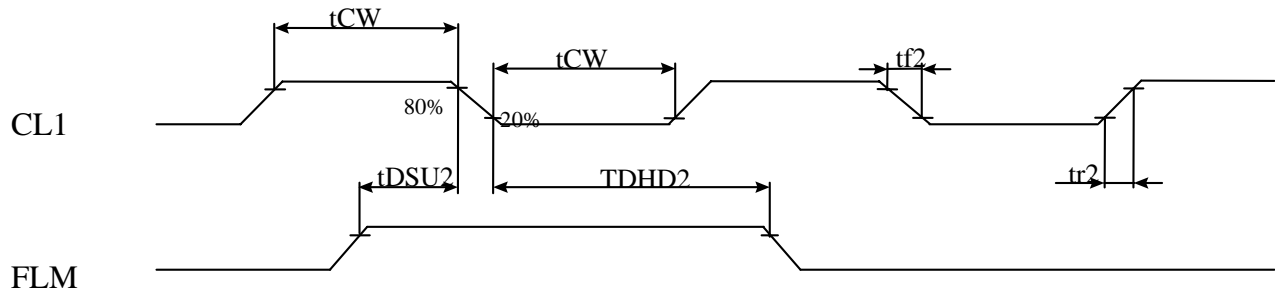 tCW
tCW
tf2
80%
20%
CL1
tDSU2
TDHD2
tr2
FLM